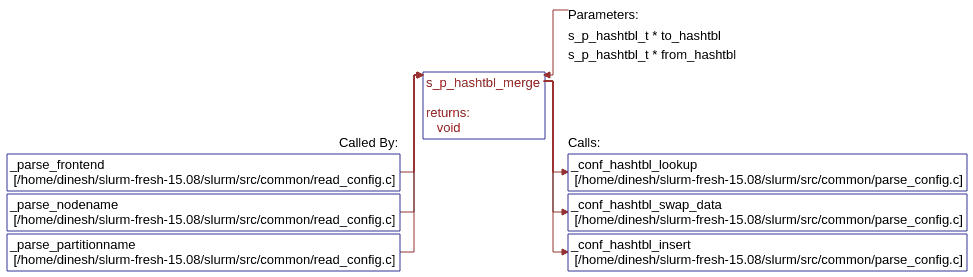 Parameters:
s_p_hashtbl_t * to_hashtbl
s_p_hashtbl_t * from_hashtbl
s_p_hashtbl_merge
returns:
void
Called By:
_parse_frontend
[/home/dinesh/slurm-fresh-15.08/slurm/src/common/read_config.c]
_parse_nodename
[/home/dinesh/slurm-fresh-15.08/slurm/src/common/read_config.c]
_parse_partitionname
[/home/dinesh/slurm-fresh-15.08/slurm/src/common/read_config.c]
Calls:
_conf_hashtbl_lookup
[/home/dinesh/slurm-fresh-15.08/slurm/src/common/parse_config.c]
_conf_hashtbl_swap_data
[/home/dinesh/slurm-fresh-15.08/slurm/src/common/parse_config.c]
_conf_hashtbl_insert
[/home/dinesh/slurm-fresh-15.08/slurm/src/common/parse_config.c]